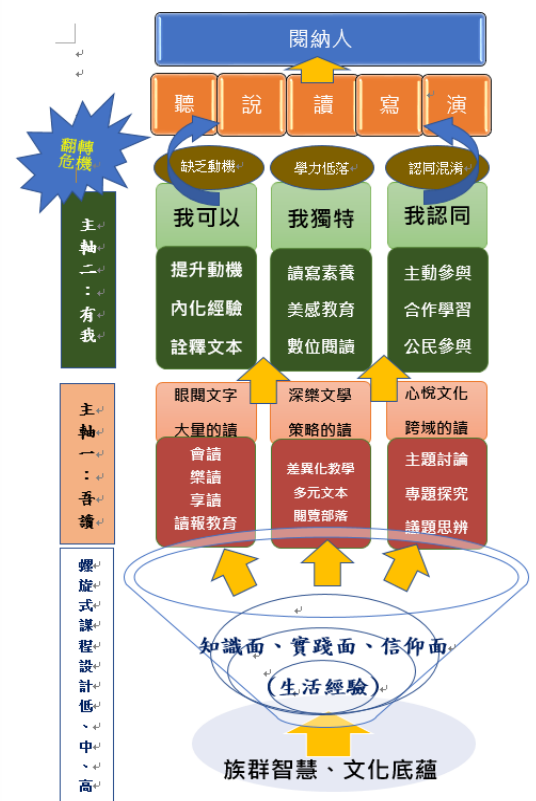 閱納人
聽 說 讀 寫 演
翻轉
危機
缺乏動機 學力低落 認同混淆
我可以 我獨特 我認同
主軸二：有我
提升動機 讀寫素養 主動參與
內化經驗 美感教育 合作學習
詮釋文本 數位閱讀 公民參與
主軸一：吾讀
眼閱文字 深樂文學 心悅文化
大量的讀 策略的讀 跨域的讀
會讀 差異化教學 主題討論
樂讀 多元文本 專題探究
享讀 閱覽部落 議題思辨
讀報教育
螺旋式課程設計低、中、高
知識面、實踐面、信仰面
(生活經驗)
族群智慧、文化底蘊